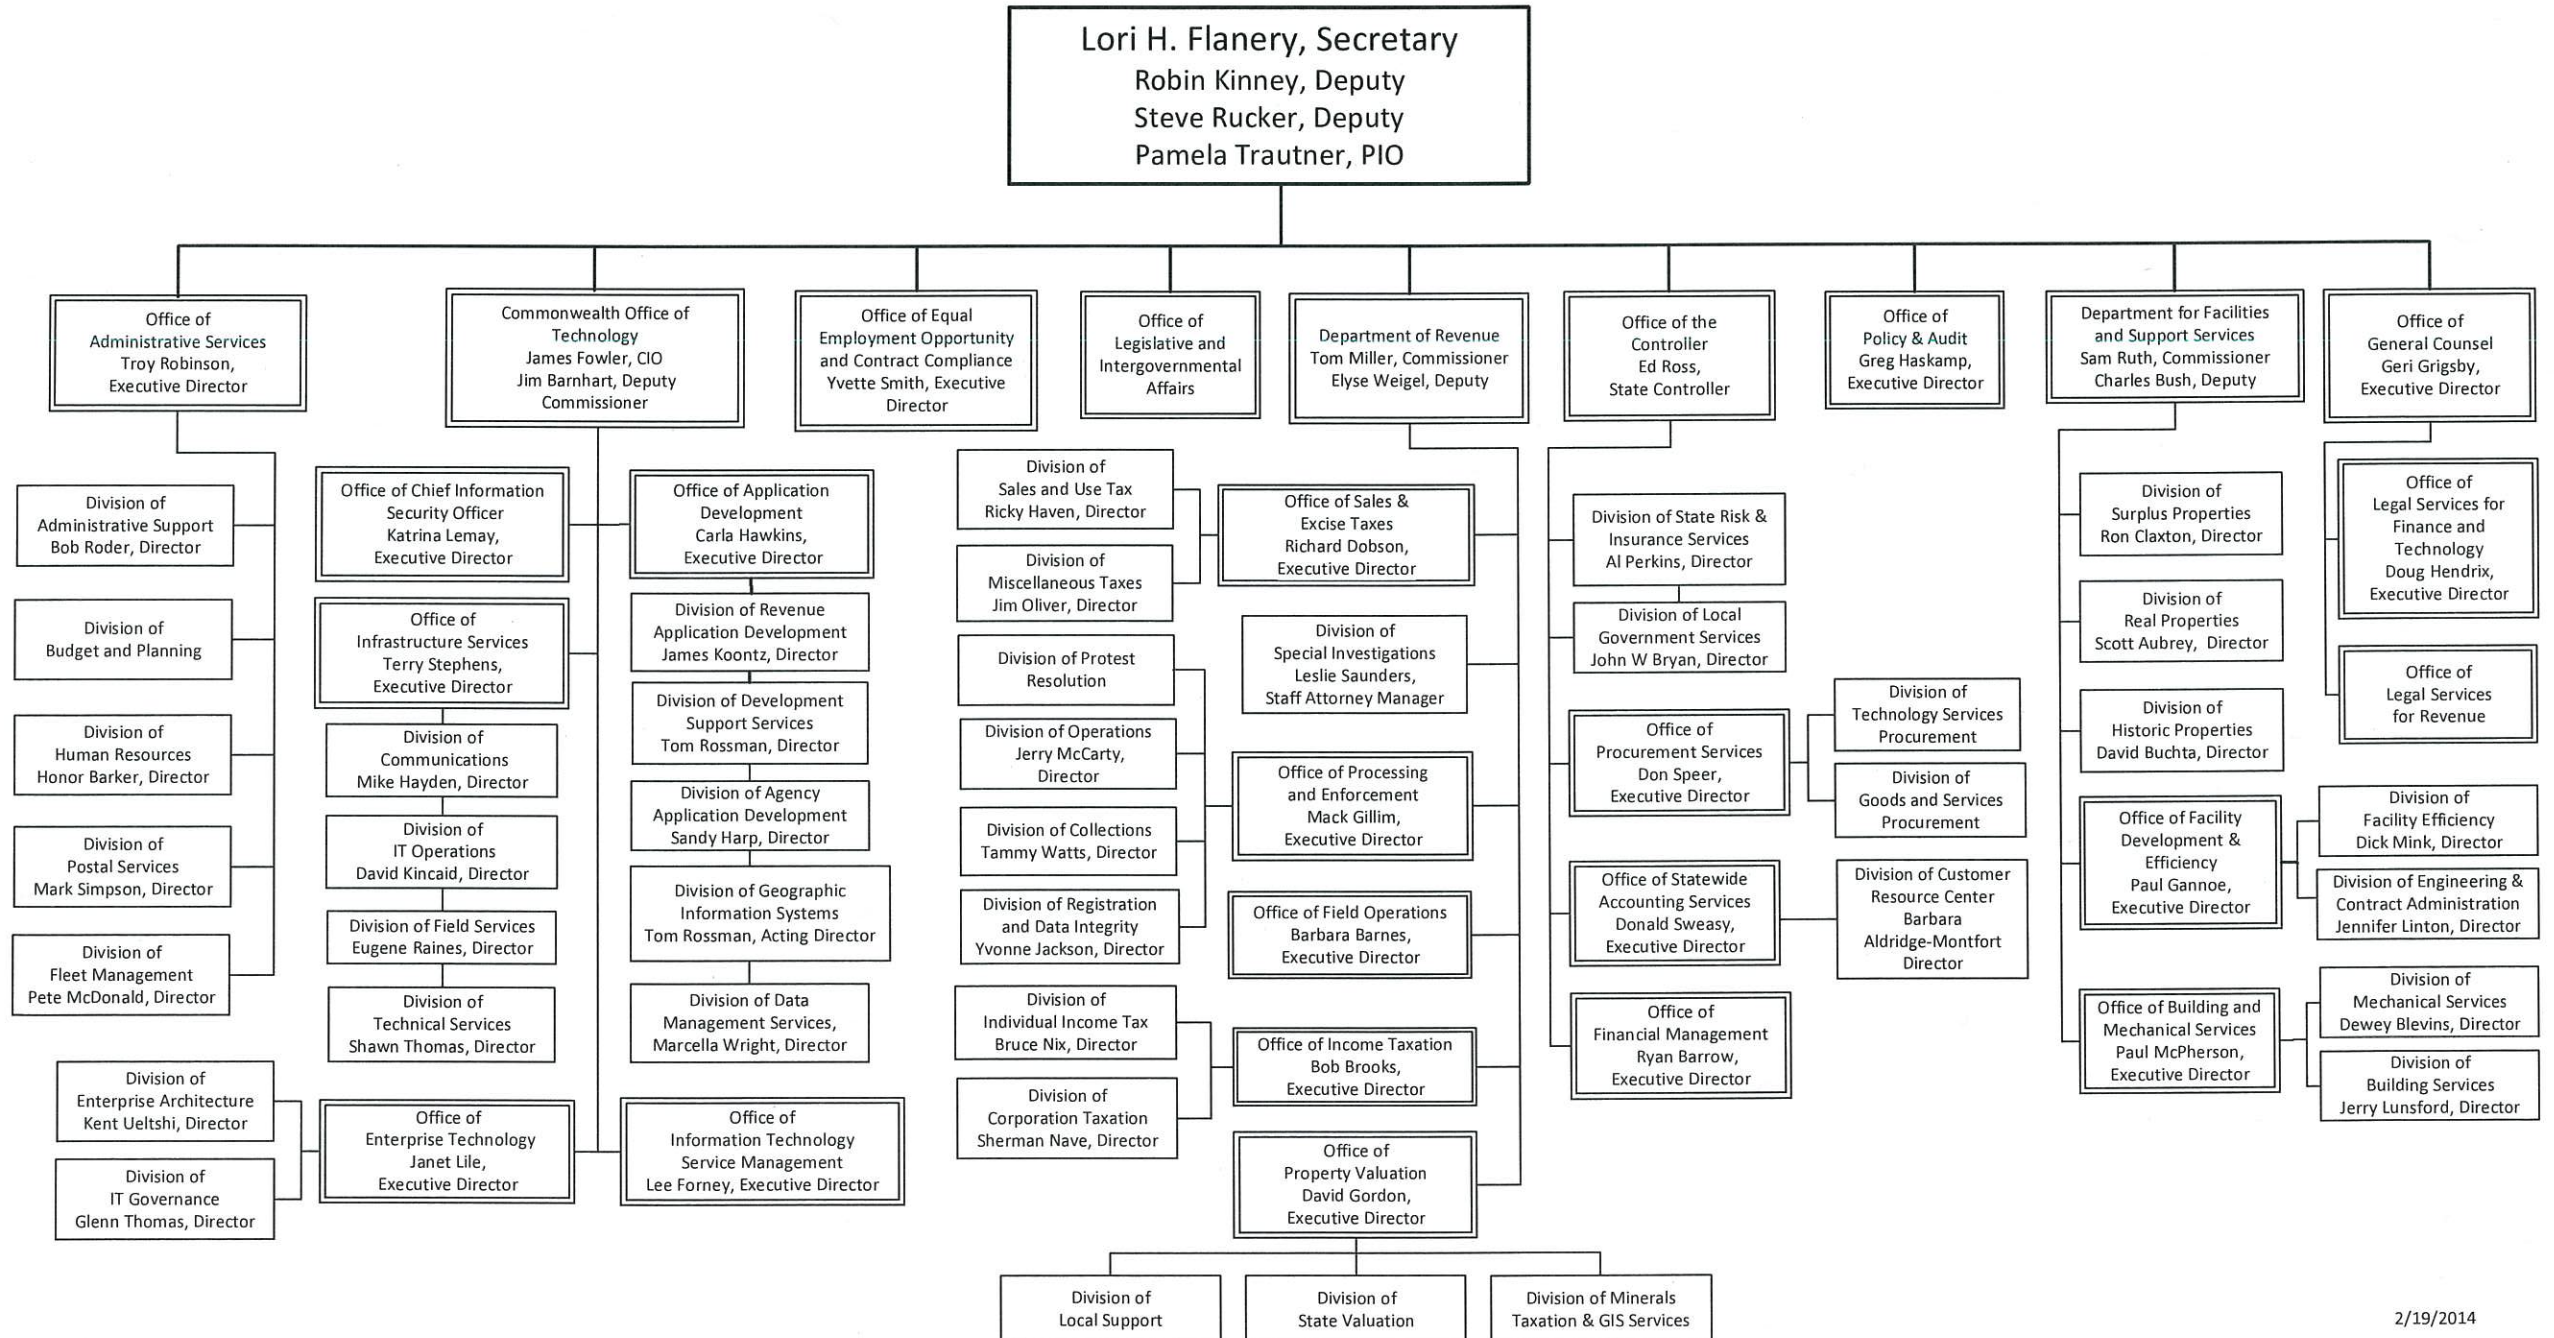 Lori H. Flanery, Secretary
Robin Kinney, Deputy
Steve Rucker, Deputy
Pamela Trautner, PIO
Office of
Administrative Services
Troy Robinson,
Executive Director
Commonwealth Office of
Technology
James Fowler, CIO
Jim Barnhart, Deputy
Commissioner
Office of Equal
Employment Opportunity
and Contract Compliance
Yvette Smith, Executive
Director
Office of
Legislative and
Intergovernmental
Affairs
Department of Revenue
Tom Miller, Commissioner
Elyse Weigel, Deputy
Office of the
Controller
Ed Ross,
State Controller
Office of
Policy & Audit
Greg Haskamp,
Executive Director
Department for Facilities
and Support Services
Sam Ruth, Commissioner
Charles Bush, Deputy
Office of
General Counsel
Geri Grigsby,
Executive Director
Division of
Administrative Support
Bob Roder, Director
Division of
Budget and Planning
Division of
Human Resources
Honor Barker, Director
Division of
Postal Services
Mark Simpson, Director
Division of
Fleet Management
Pete McDonald, Director
Office of Chief Information
Security Officer
Katrina Lemay,
Executive Director
Office of
Infrastructure Services
Terry Stephens,
Executive Director
Division of
Communications
Mike Hayden, Director
Division of
IT Operations
David Kincaid, Director
Division of Field Services
Eugene Raines, Director
Division of
Technical Services
Shawn Thomas, Director
Division of
Enterprise Architecture
Kent Ueltshi, Director
Division of
IT Governance
Glenn Thomas, Director
Office of
Enterprise Technology
Janet Lile,
Executive Director
Office of Application
Development
Carla Hawkins,
Executive Director
Division of Revenue
Application Development
James Koontz, Director
Division of Development
Support Services
Tom Rossman, Director
Division of Agency
Application Development
Sandy Harp, Director
Division of Geographic
Information Systems
Tom Rossman, Acting Director
Division of Data
Management Services,
Marcella Wright, Director
Office of
Information Technology
Service Management
Lee Forney, Executive Director
Division of
Sales and Use Tax
Ricky Haven, Director
Division of
Miscellaneous Taxes
Jim Oliver, Director
Office of Sales &
Excise Taxes
Richard Dobson,
Executive Director
Division of
Special Investigations
Leslie Saunders,
Staff Attorney Manager
Division of Protest
Resolution
Division of Operations
Jerry McCarty,
Director
Division of Collections
Tammy Watts, Director
Division of Registration
and Data Integrity
Yvonne Jackson, Director
Office of Processing
and Enforcement
Mack Gillim,
Executive Director
Office of Field Operations
Barbara Barnes,
Executive Director
Division of
Individual Income Tax
Bruce Nix, Director
Division of
Corporation Taxation
Sherman Nave, Director
Office of Income Taxation
Bob Brooks,
Executive Director
Office of
Property Valuation
David Gordon,
Executive Director
Division of
Local Support
Division of
State Valuation
Division of Minerals
Taxation & GIS Services
Division of State Risk &
Insurance Services
Al Perkins, Director
Division of Local
Government Services
John W Bryan, Director
Office of
Procurement Services
Don Speer,
Executive Director
Division of
Technology Services
Procurement
Division of
Goods and Services
Procurement
Office of Statewide
Accounting Services
Donald Sweasy,
Executive Director
Division of Customer
Resource Center
Barbara
Aldridge-Montfort
Director
Office of
Financial Management
Ryan Barrow,
Executive Director
Division of
Surplus Properties
Ron Claxton, Director
Division of
Real Properties
Scott Aubrey, Director
Division of
Historic Properties
David Buchta, Director
Office of Facility
Development &
Efficiency
Paul Gannoe,
Executive Director
Division of
Facility Efficiency
Dick Mink, Director
Division of Engineering &
Contract Administration
Jennifer Linton, Director
Office of Building and
Mechanical Services
Paul McPherson,
Executive Director
Division of
Mechanical Services
Dewey Blevins, Director
Division of
Building Services
Jerry Lunsford, Director
Office of
Legal Services for
Finance and
Technology
Doug Hendrix,
Executive Director
Office of
Legal Services
for Revenue
2/19/2014